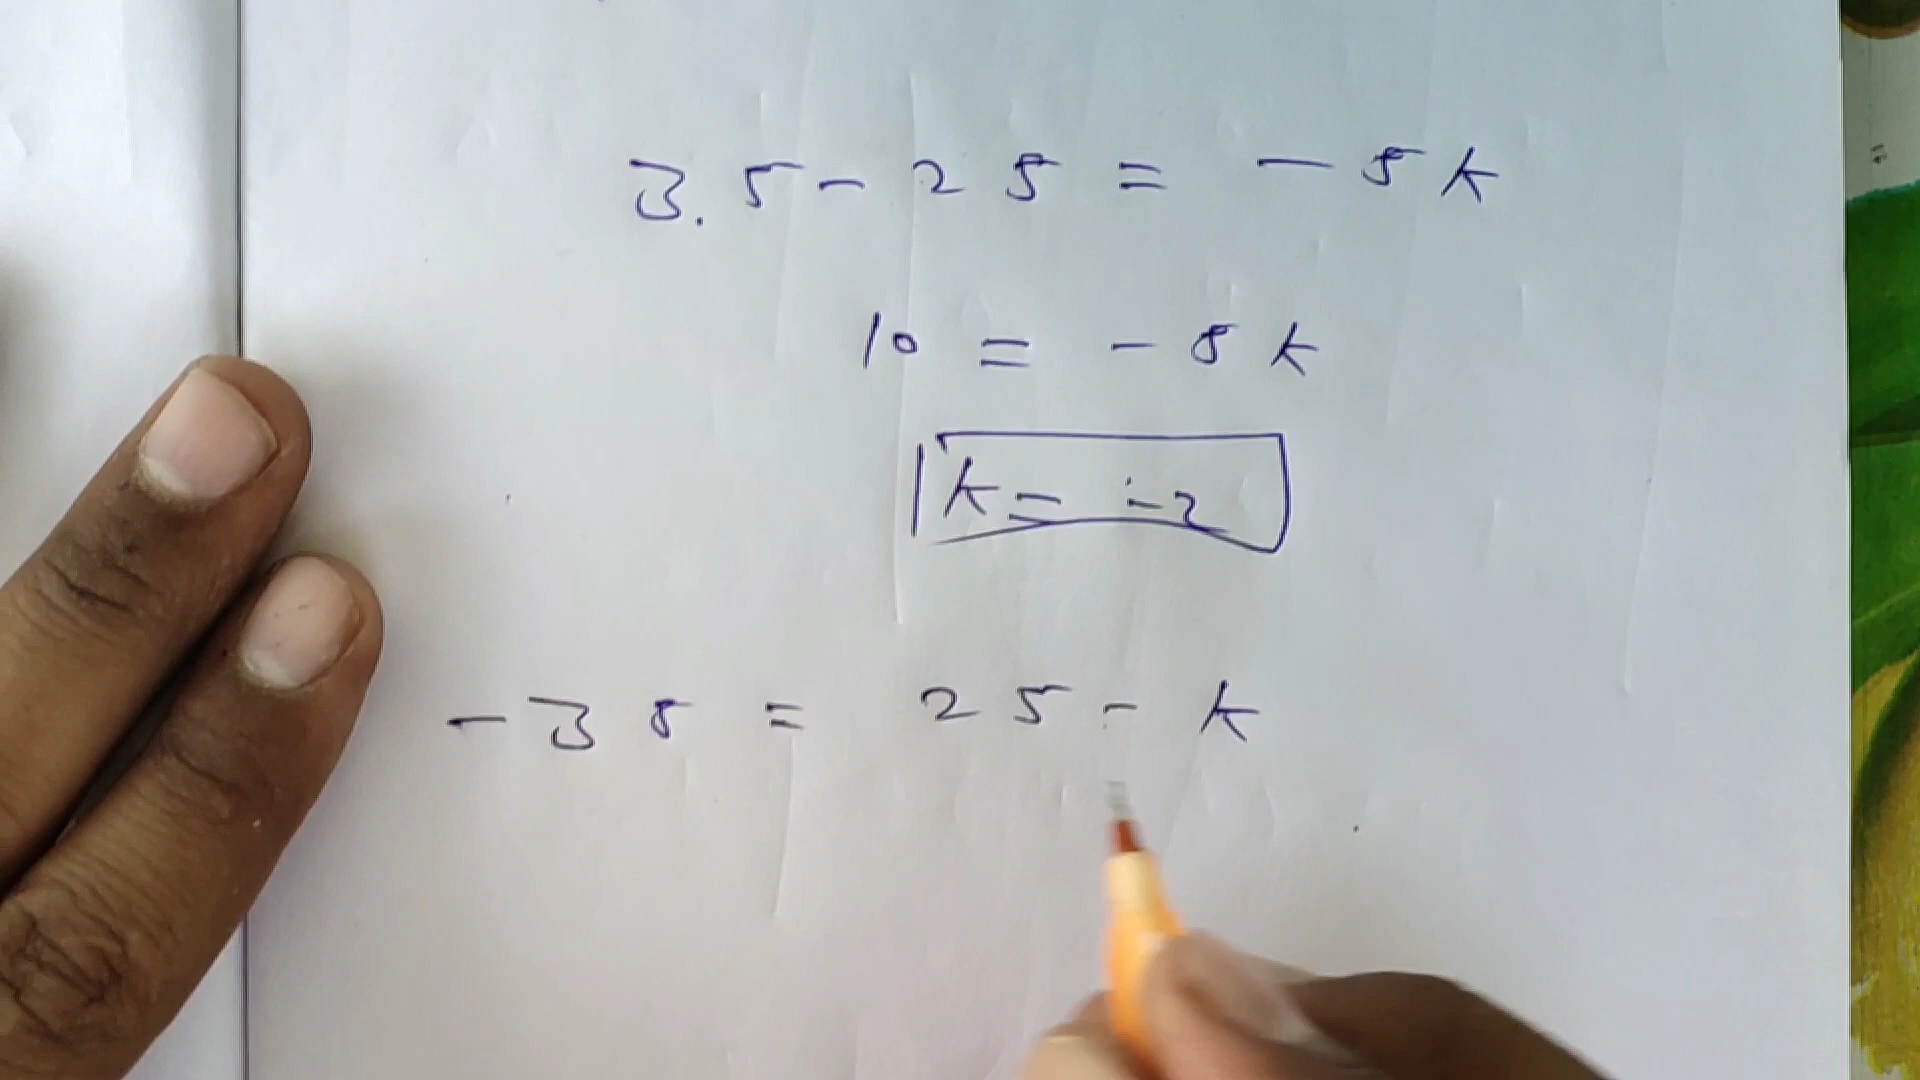 3.5 - 25 = - 5k
10 = - 5k
k = -2
- 35 = 25 - k